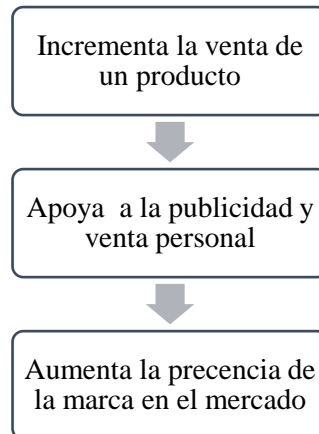 Incrementa la venta de
un producto
Apoya a la publicidad y
venta personal
Aumenta la precencia de
la marca en el mercado